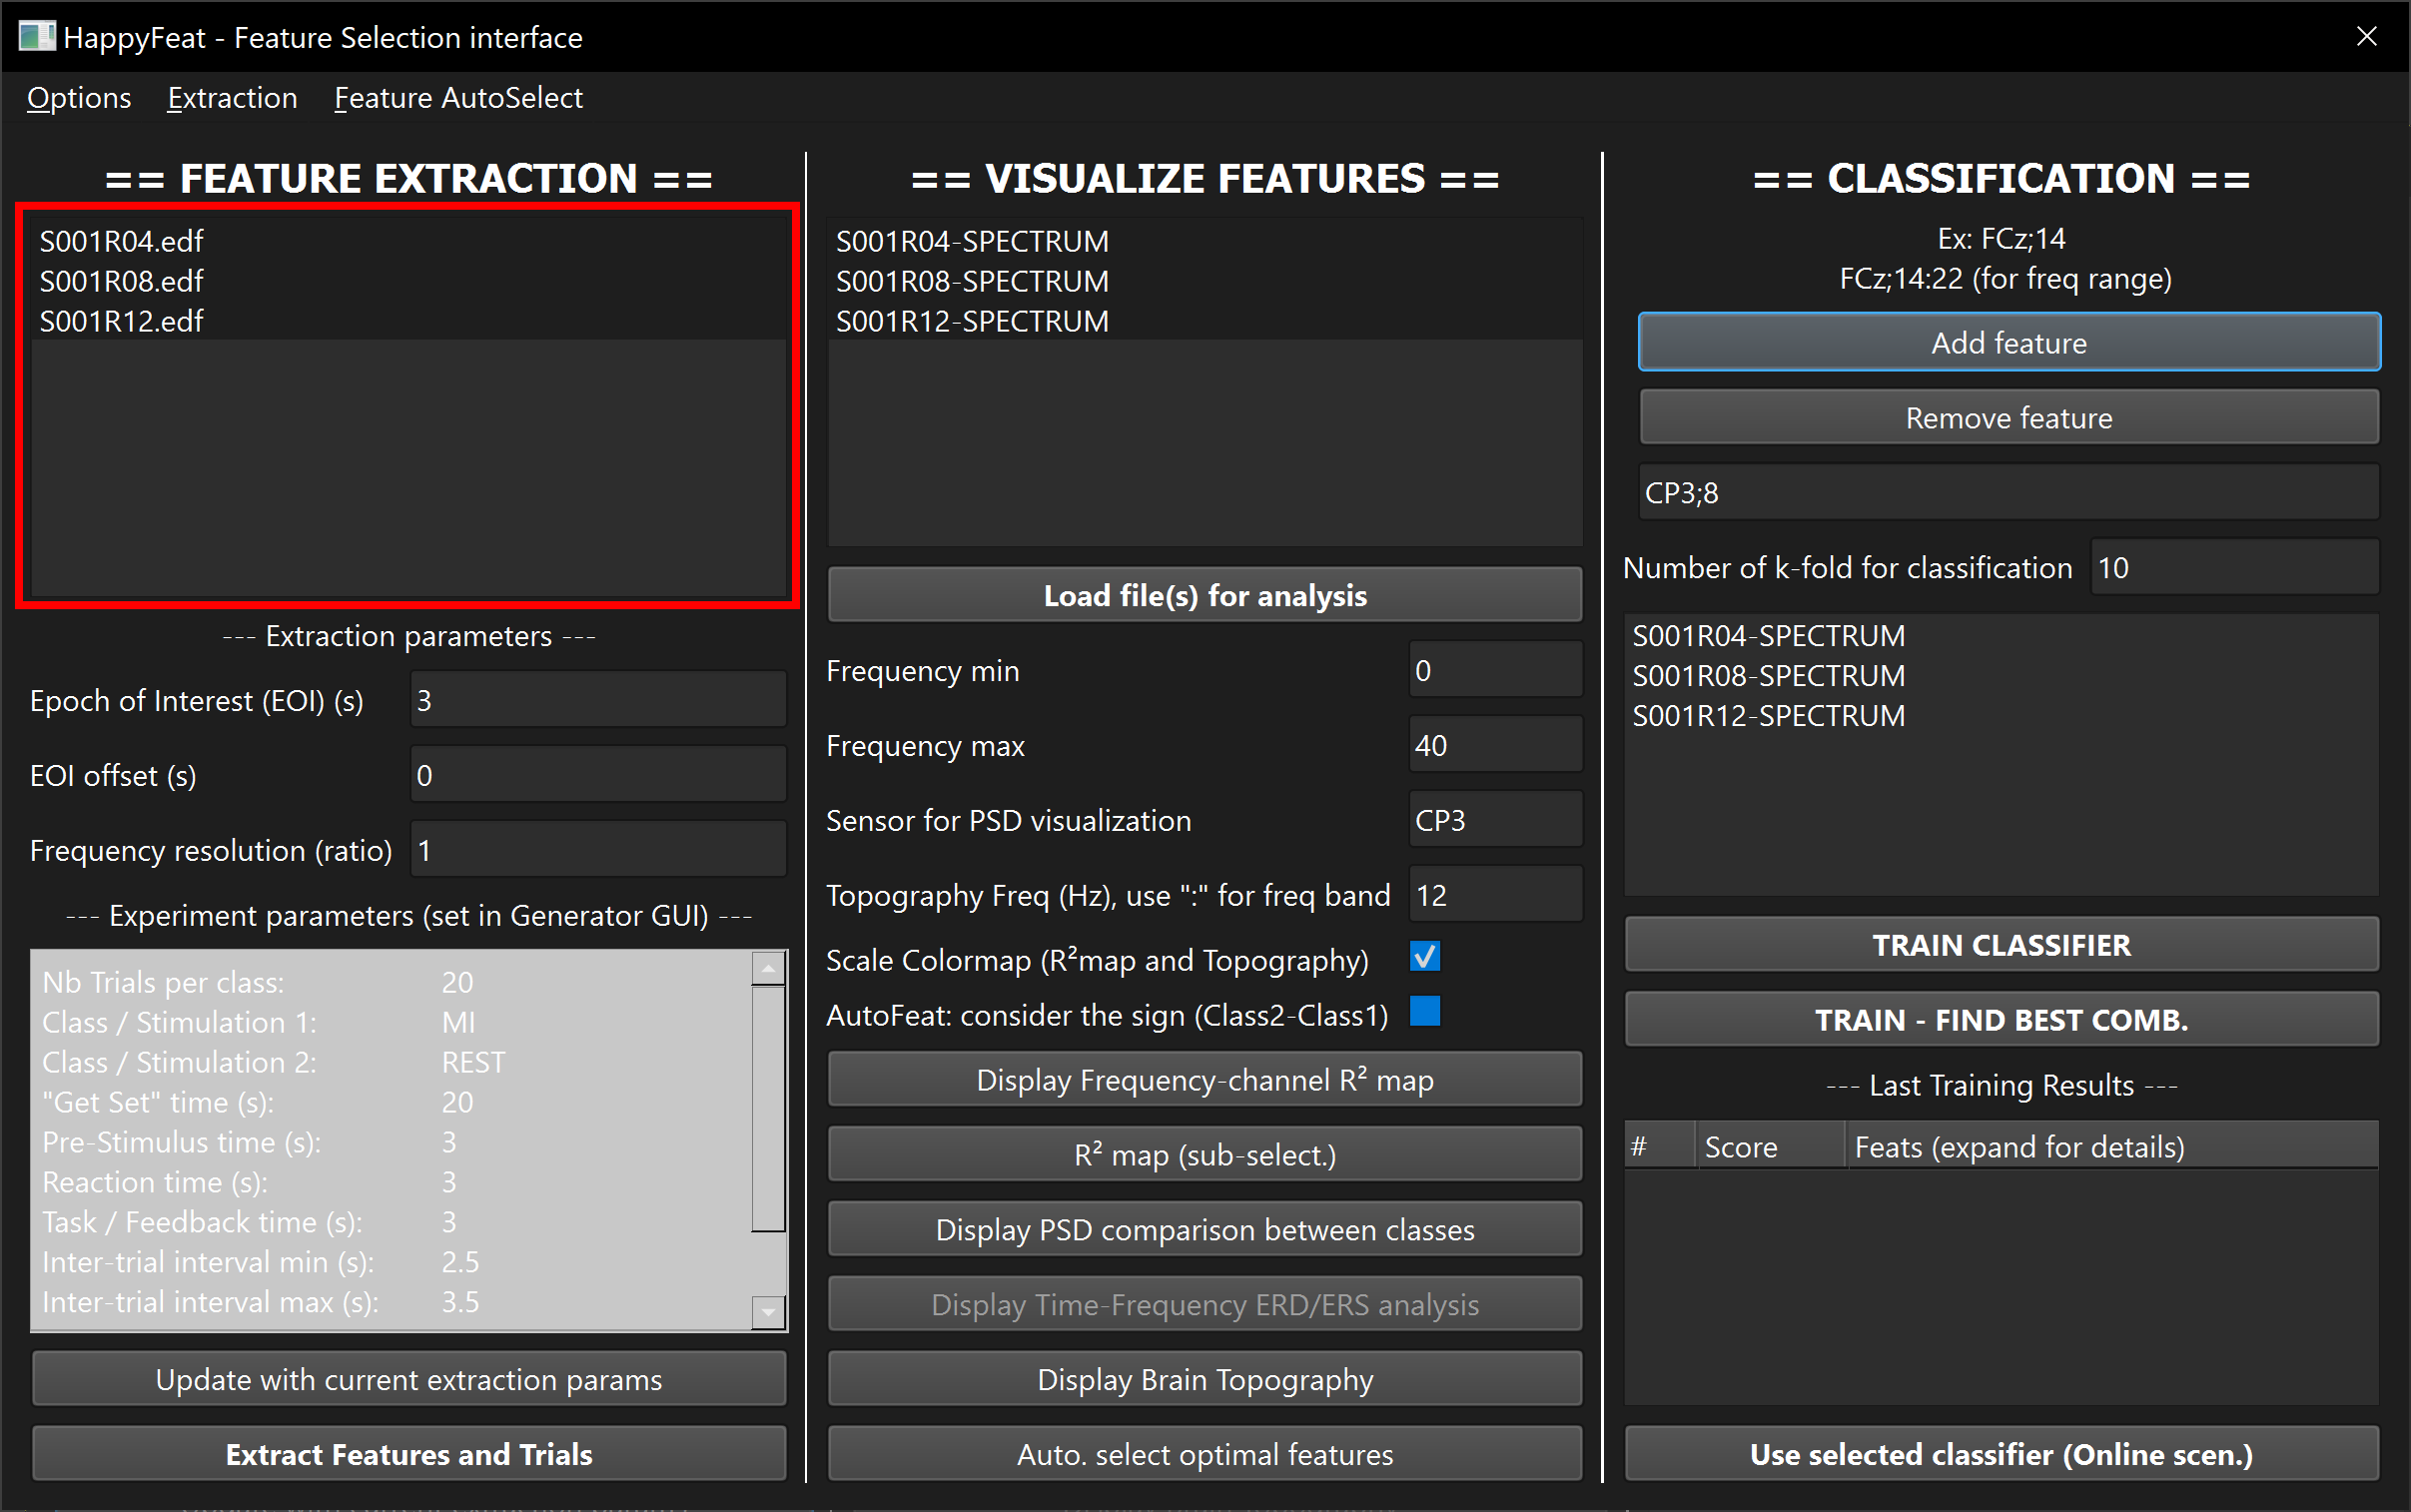 HappyFeat - Feature Selection interface
Options Extraction Feature AutoSelect
== FEATURE EXTRACTION ==
S001R04.edf
S001R08.edf
S001R12.edf
--- Extraction parameters ---
Epoch of Interest (EOI) (s) 3
EOI offset (s) 0
Frequency resolution (ratio) 1
--- Experiment parameters (set in Generator GUI) ---
Nb Trials per class: 20
Class / Stimulation 1: MI
Class / Stimulation 2: REST
"Get Set" time (s): 20
Pre-Stimulus time (s): 3
Reaction time (s): 3
Task / Feedback time (s): 3
Inter-trial interval min (s): 2.5
Inter-trial interval max (s): 3.5
Update with current extraction params
Extract Features and Trials
== VISUALIZE FEATURES ==
S001R04-SPECTRUM
S001R08-SPECTRUM
S001R12-SPECTRUM
Load file(s) for analysis
Frequency min 0
Frequency max 40
Sensor for PSD visualization CP3
Topography Freq (Hz), use ":" for freq band 12
Scale Colormap (R²map and Topography)
AutoFeat: consider the sign (Class2-Class1)
Display Frequency-channel R² map
R² map (sub-select.)
Display PSD comparison between classes
Display Time-Frequency ERD/ERS analysis
Display Brain Topography
Auto. select optimal features
== CLASSIFICATION ==
Ex: FCz;14
FCz;14:22 (for freq range)
Add feature
Remove feature
CP3;8
Number of k-fold for classification 10
S001R04-SPECTRUM
S001R08-SPECTRUM
S001R12-SPECTRUM
TRAIN CLASSIFIER
TRAIN - FIND BEST COMB.
--- Last Training Results ---
# Score Feats (expand for details)
Use selected classifier (Online scen.)